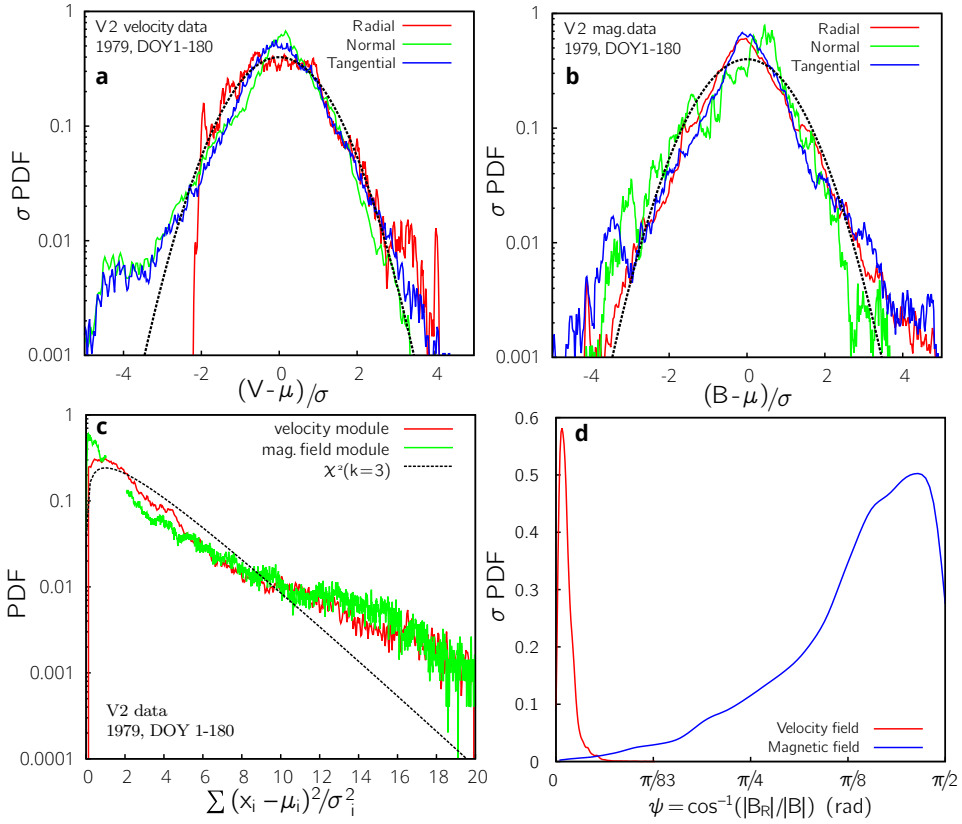 V2 velocity data
1979, DOY1-180
a
Radial
Normal
Tangential
σ PDF
1
0.1
0.01
0.001
-4
-2
0
2
4
(V-μ)/σ
V2 mag.data
1979, DOY1-180
b
Radial
Normal
Tangential
σ PDF
1
0.1
0.01
0.001
-4
-2
0
2
4
(B-μ)/σ
c
velocity module
mag. field module
χ²(k=3)
PDF
1
0.1
0.01
0.001
0.0001
V2 data
1979, DOY 1-180
0 2 4 6 8 10 12 14 16 18 20
∑ (x_i - μ_i)²/σ_i²
d
σ PDF
0.6
0.5
0.4
0.3
0.2
0.1
0
Velocity field
Magnetic field
0 π/83 π/4 π/8 π/2
ψ = cos⁻¹(|B_R|/|B|) (rad)